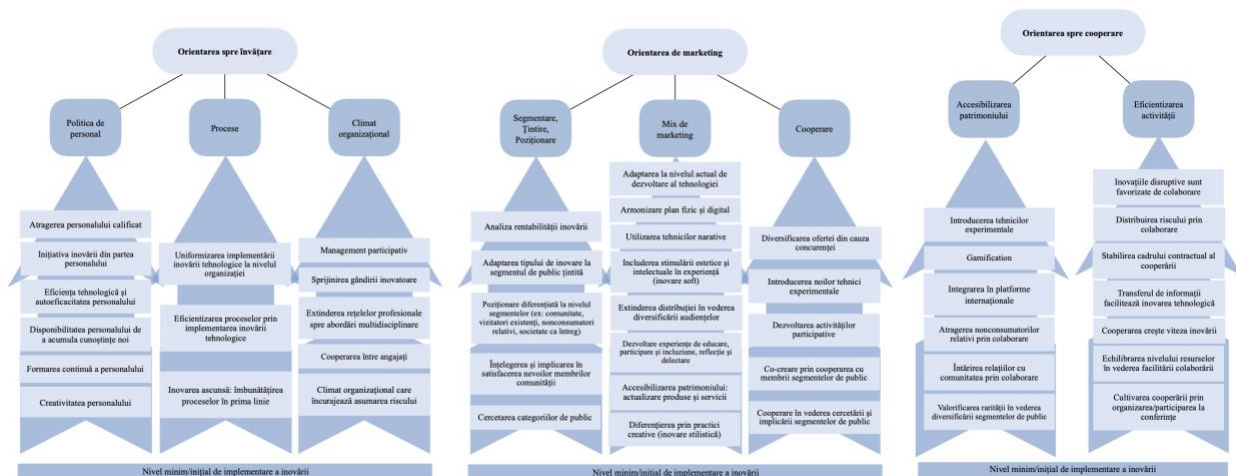 Orientarea spre învățare
Politica de
personal
Procese
Climat
organizațional
Atragerea personalului calificat
Inițiativa inovării din partea
personalului
Eficiența tehnologică și
autoeficacitatea personalului
Disponibilitatea personalului de
a acumula cunoștințe noi
Formarea continuă a personalului
Creativitatea personalului
Uniformizarea implementării
inovării tehnologice la nivelul
organizației
Eficientizarea proceselor prin
implementarea inovării
tehnologice
Inovarea ascunsă: îmbunătățirea
proceselor în prima linie
Management participativ
Sprijinirea gândirii inovatoare
Extinderea rețelelor profesionale
spre abordări multidisciplinare
Cooperarea între angajați
Climat organizațional care
încurajează asumarea riscului
Nivel minim/inițial de implementare a inovării
Orientarea de marketing
Segmentare,
Țintire,
Poziționare
Mix de
marketing
Cooperare
Analiza rentabilității inovării
Adaptarea tipului de inovare la
segmentul de public țintită
Poziționare diferențiată la nivelul
segmentelor (ex: comunitate,
vizitatori existenți, nonconsumatori
relativi, societate ca întreg)
Înțelegerea și implicarea în
satisfacerea nevoilor membrilor
comunității
Cercetarea categoriilor de public
Adaptarea la nivelul actual de
dezvoltare al tehnologiei
Armonizare plan fizic și digital
Utilizarea tehnicilor narative
Includerea stimulării estetice și
intelectuale în experiență
(inovare soft)
Extinderea distribuției în vederea
diversificării audiențelor
Dezvoltare experiențe de educare,
participare și incluziune, reflecție și
delectare
Accesibilizarea patrimoniului:
actualizare produse și servicii
Diferențierea prin practici
creative (inovare stilistică)
Diversificarea ofertei din cauza
concurenței
Introducerea noilor tehnici
experimentale
Dezvoltarea activităților
participative
Co-creare prin cooperarea cu
membrii segmentelor de public
Cooperare în vederea cercetării și
implicării segmentelor de public
Nivel minim/inițial de implementare a inovării
Orientarea spre cooperare
Accesibilizarea
patrimoniului
Eficientizarea
activității
Introducerea tehnicilor
experimentale
Gamification
Integrarea în platforme
internaționale
Atragerea nonconsumatorilor
relativi prin colaborare
Întărirea relațiilor cu
comunitatea prin colaborare
Valorificarea rarității în vederea
diversificării segmentelor de public
Inovațiile disruptive sunt
favorizate de colaborare
Distribuirea riscului prin
colaborare
Stabilirea cadrului contractual al
cooperării
Transferul de informații
facilitează inovarea tehnologică
Cooperarea crește viteza inovării
Echilibrarea nivelului resurselor
în vederea facilitării colaborării
Cultivarea cooperării prin
organizarea/participarea la
conferințe
Nivel minim/inițial de implementare a inovării